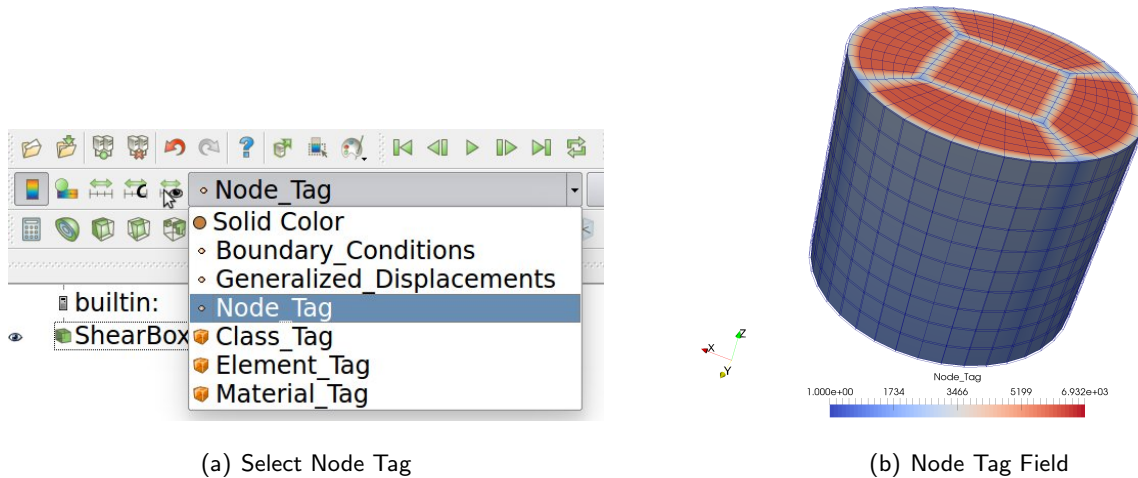 Node_Tag
Solid Color
Boundary_Conditions
Generalized_Displacements
Node_Tag
Class_Tag
Element_Tag
Material_Tag
builtin:
ShearBox
(a) Select Node Tag
Z
X
Y
Node_Tag
1.000e+00 1734 3466 5199 6.932e+03
(b) Node Tag Field